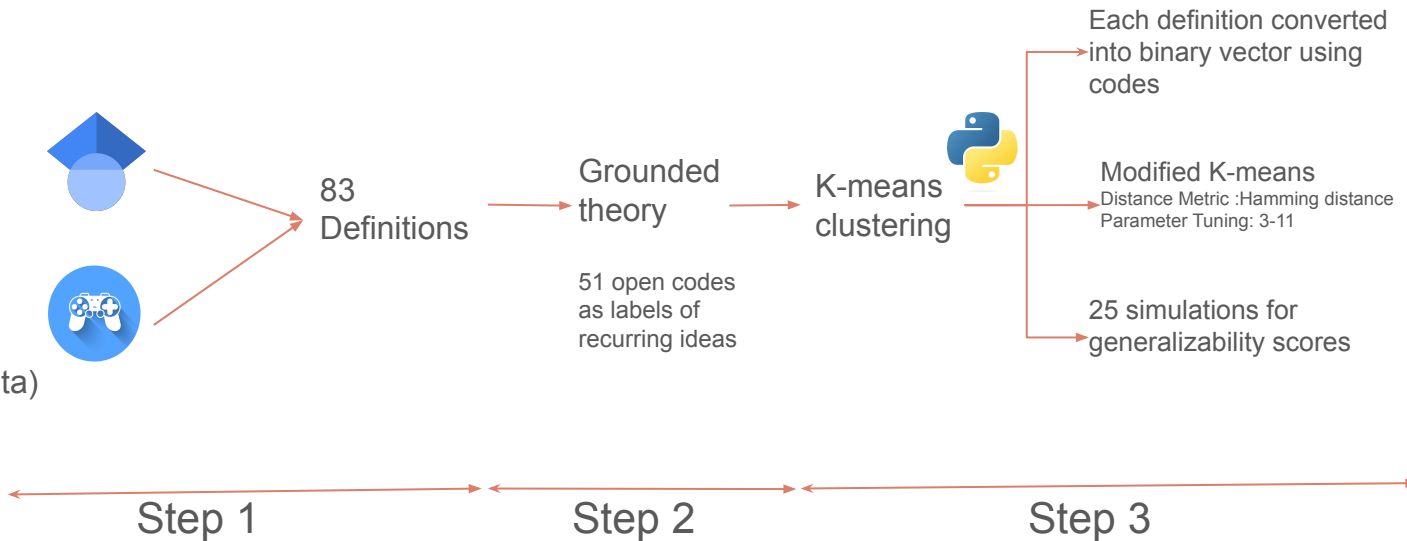 Each definition converted
into binary vector using
codes
83
Definitions
Grounded
theory
K-means
clustering
Modified K-means
Distance Metric :Hamming distance
Parameter Tuning: 3-11
51 open codes
as labels of
recurring ideas
25 simulations for
generalizability scores
ta)
Step 1
Step 2
Step 3